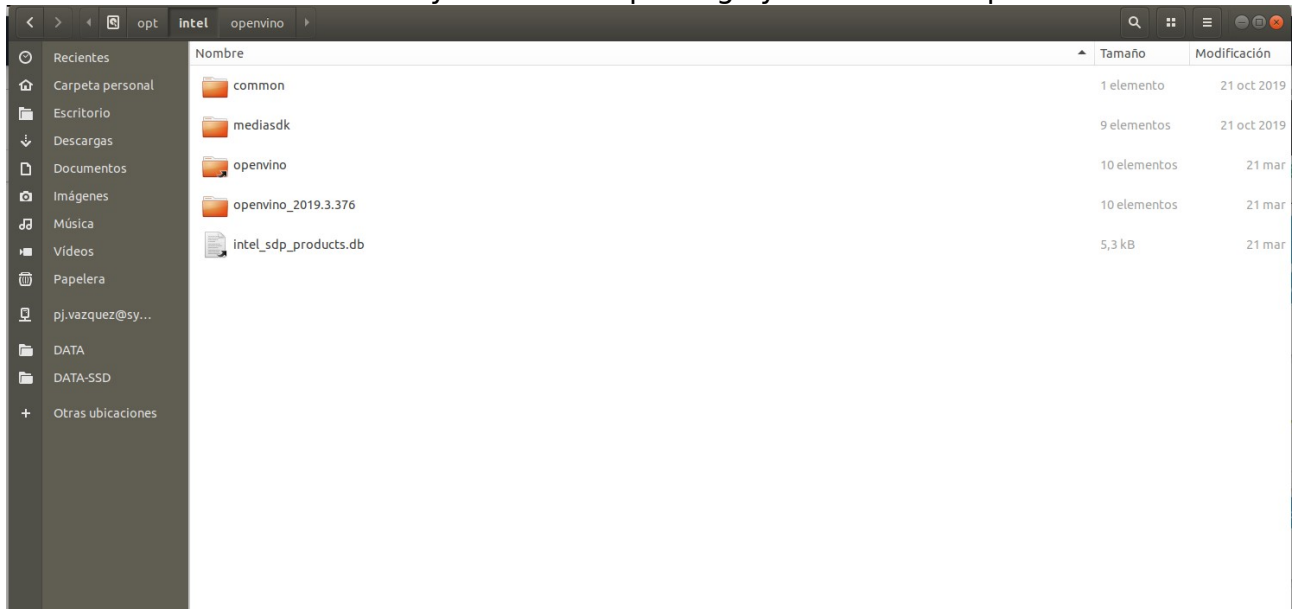 opt intel openvino
Nombre Tamaño Modificación
Recientes
Carpeta personal
Escritorio
Descargas
Documentos
Imágenes
Música
Vídeos
Papelera
pj.vazquez@sy...
DATA
DATA-SSD
Otras ubicaciones
common 1 elemento 21 oct 2019
mediasdk 9 elementos 21 oct 2019
openvino 10 elementos 21 mar
openvino_2019.3.376 10 elementos 21 mar
intel_sdp_products.db 5,3 kB 21 mar